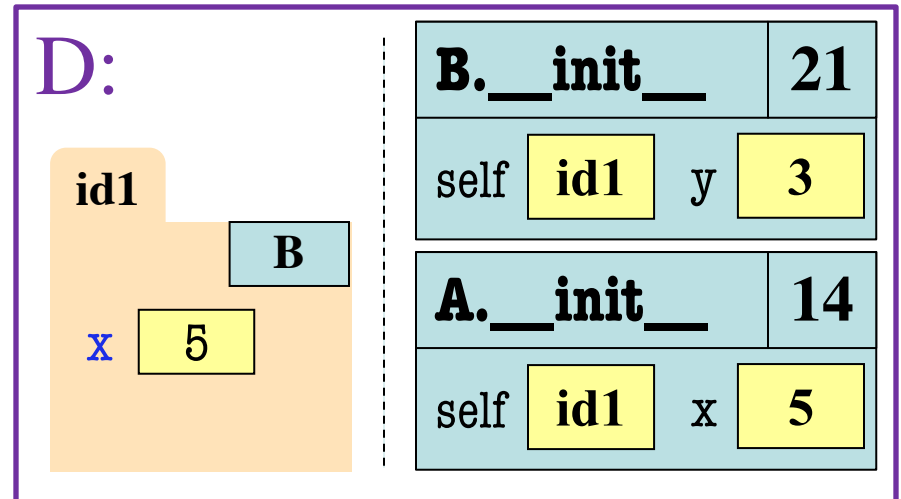 D:
id1
B
x 5
B.__init__ 21
self id1 y 3
A.__init__ 14
self id1 x 5